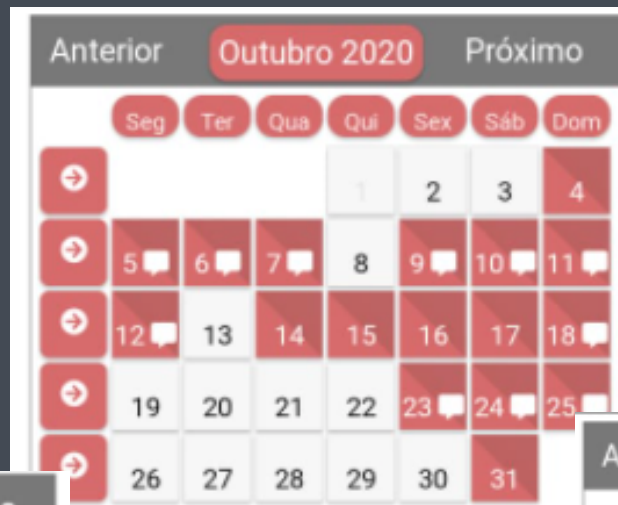 Anterior Outubro 2020 Próximo
Seg Ter Qua Qui Sex Sáb Dom
1 2 3 4
5 6 7 8 9 10 11
12 13 14 15 16 17 18
19 20 21 22 23 24 25
26 27 28 29 30 31
A